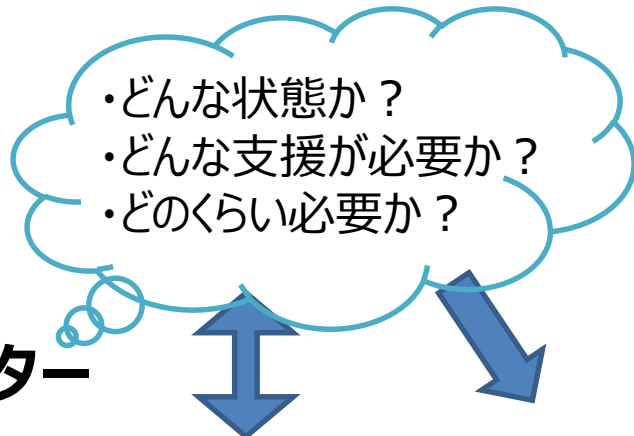 ・どんな状態か？
・どんな支援が必要か？
・どのくらい必要か？
ター